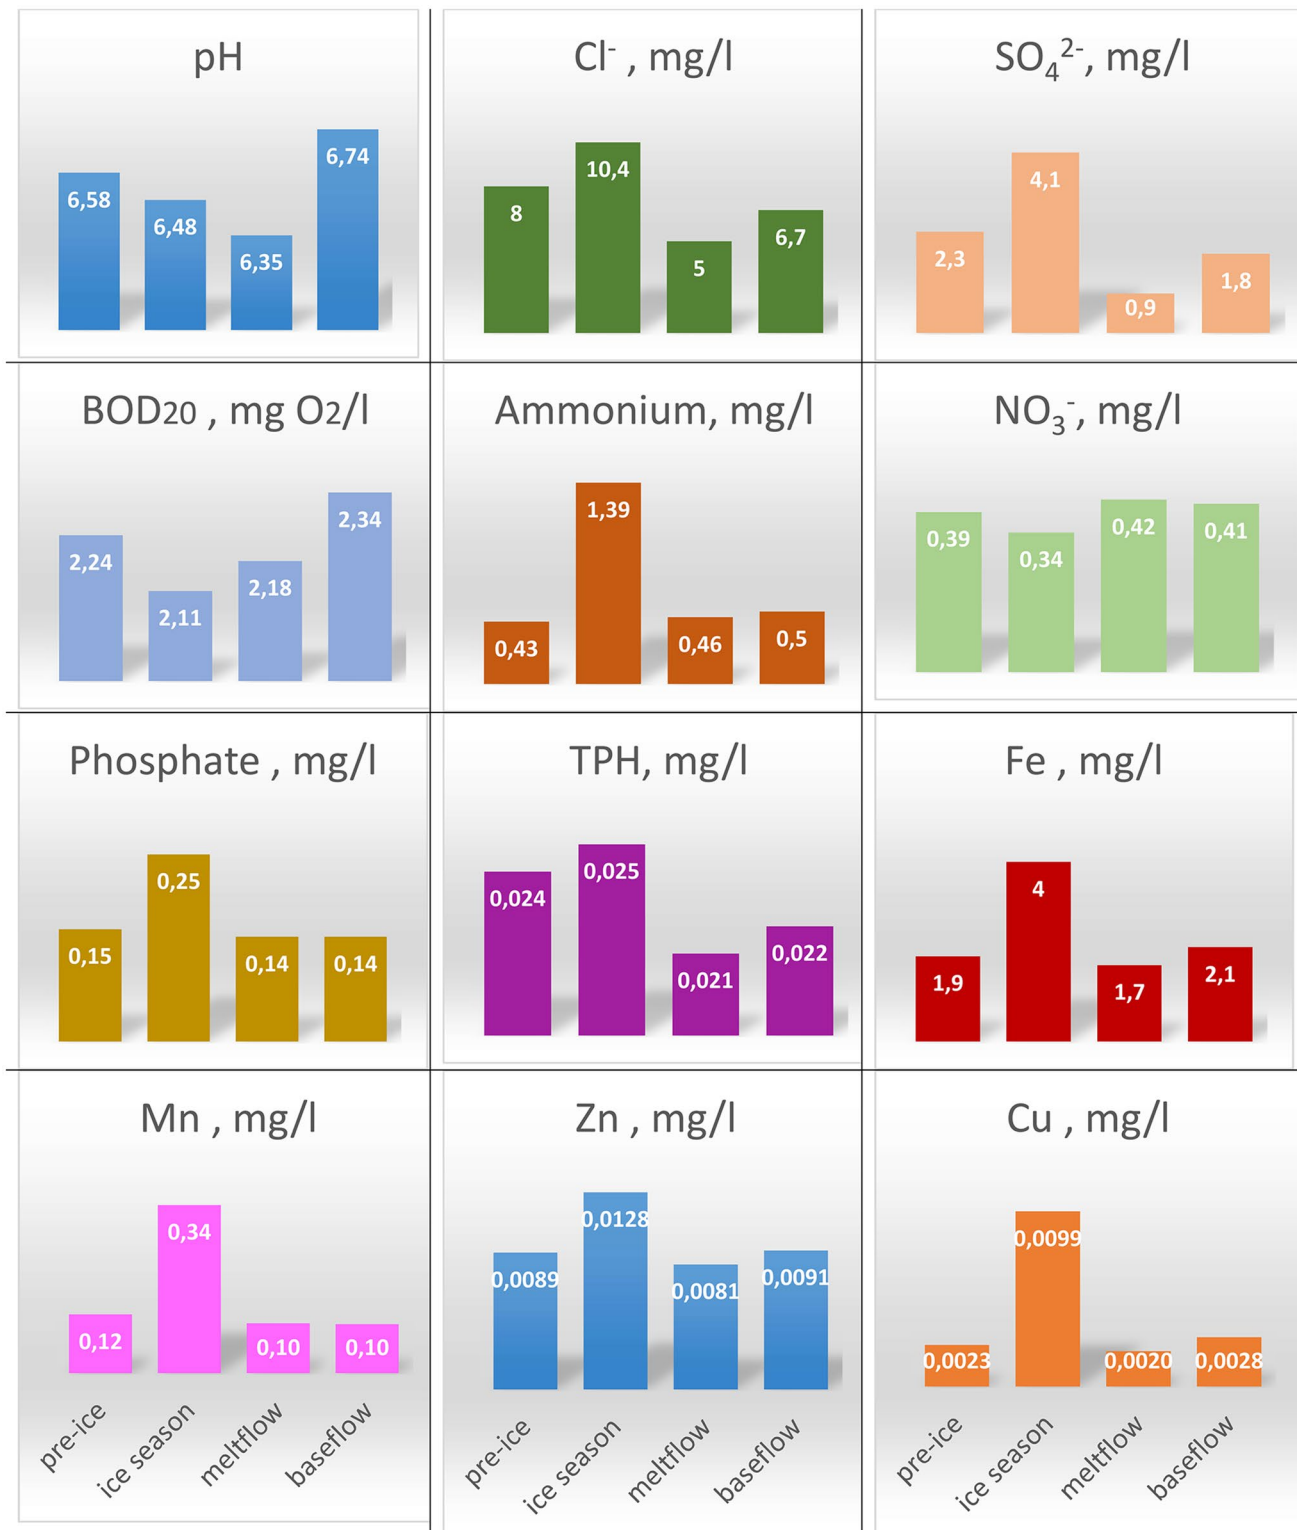 pH
6,58
6,48
6,35
6,74
Cl⁻ , mg/l
8
10,4
5
6,7
SO₄²⁻, mg/l
2,3
4,1
0,9
1,8
BOD20 , mg O2/l
2,24
2,11
2,18
2,34
Ammonium, mg/l
0,43
1,39
0,46
0,5
NO₃⁻, mg/l
0,39
0,34
0,42
0,41
Phosphate , mg/l
0,15
0,25
0,14
0,14
TPH, mg/l
0,024
0,025
0,021
0,022
Fe , mg/l
1,9
4
1,7
2,1
Mn , mg/l
0,12
0,34
0,10
0,10
pre-ice
ice season
meltflow
baseflow
Zn , mg/l
0,0089
0,0128
0,0081
0,0091
pre-ice
ice season
meltflow
baseflow
Cu , mg/l
0,0023
0,0099
0,0020
0,0028
pre-ice
ice season
meltflow
baseflow